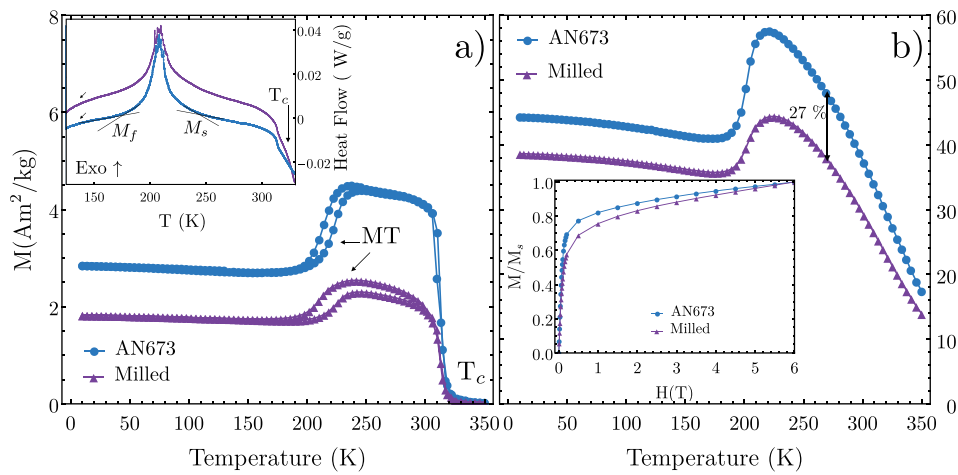 a)
M(Am²/kg)
8
6
4
2
0
0 50 100 150 200 250 300 350
Temperature (K)
AN673
Milled
MT
T_c
0.04
0.02
0
−0.02
Heat Flow ( W/g)
T_c
M_f
M_s
Exo ↑
150 200 250 300
T (K)
b)
AN673
Milled
27 %
60
50
40
30
20
10
0
0 50 100 150 200 250 300 350
Temperature (K)
M/M_s
1.0
0.8
0.6
0.4
0.2
0.0
0 1 2 3 4 5 6
H(T)
AN673
Milled